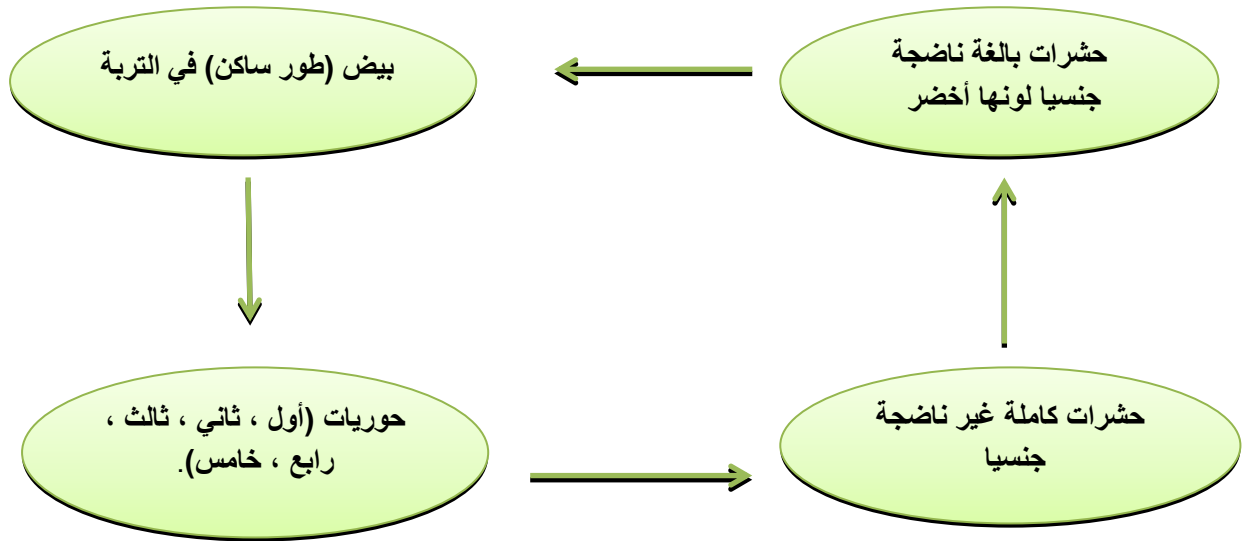 حشرات بالغة ناضجة
جنسيا لونها أخضر
بيض (طور ساكن) في التربة
حوريات (أول ، ثاني ، ثالث ،
رابع ، خامس).
حشرات كاملة غير ناضجة
جنسيا